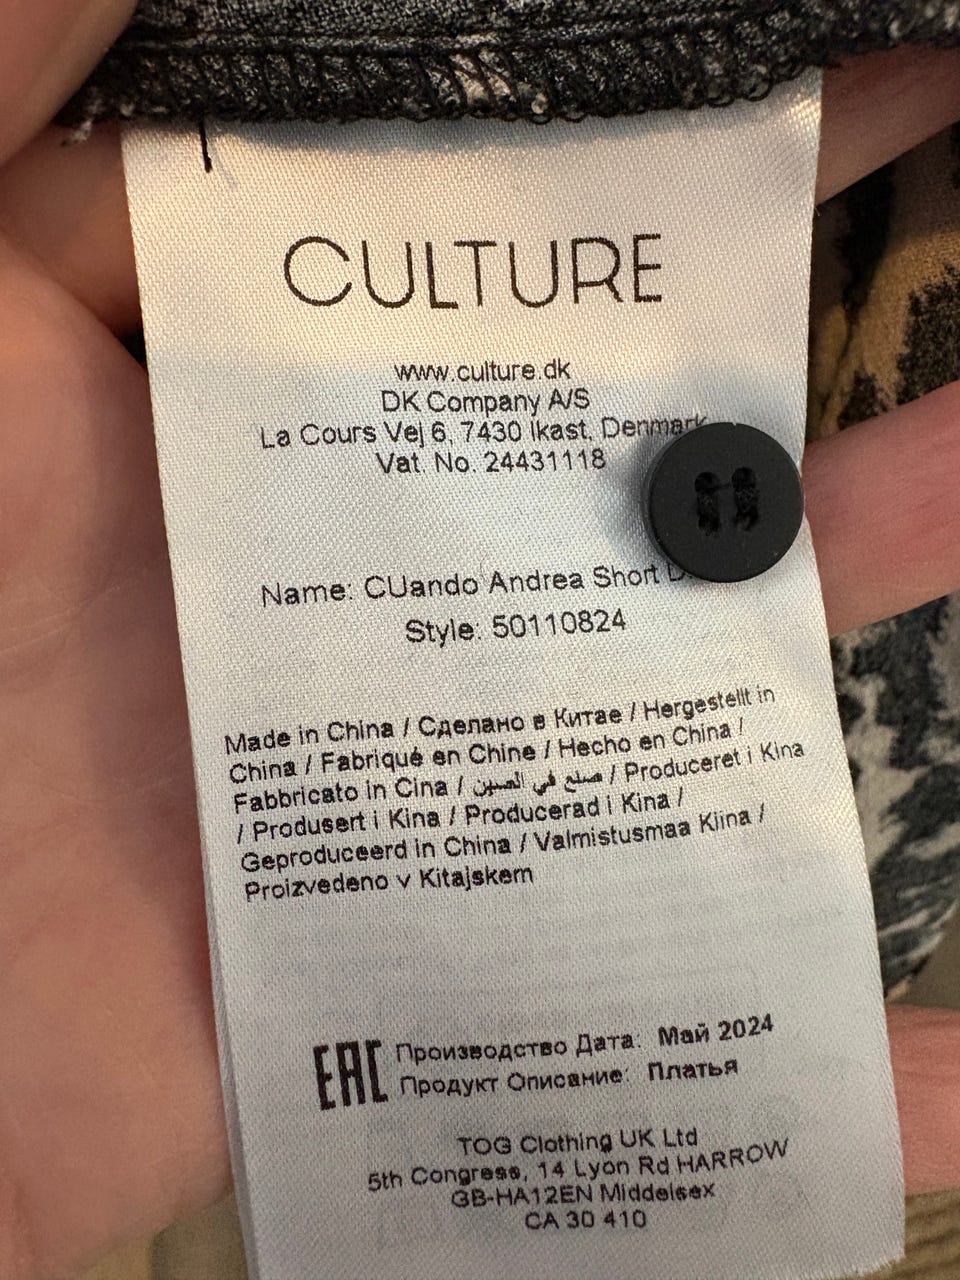 CULTURE
www.culture.dk
DK Company A/S
La Cours Vej 6, 7430 Ikast, Denmark
Vat. No. 24431118
Name: CUando Andrea Short
Style: 50110824
Made in China / Сделано в Китае / Hergestellt in
China / Fabriqué en Chine / Hecho en China /
Fabbricato in Cina / صنع في الصين / Produceret i Kina
/ Produsert i Kina / Producerad i Kina /
Geproduceerd in China / Valmistusmaa Kiina /
Proizvedeno v Kitajskem
EAC Производство Дата: Май 2024
Продукт Описание: Платья
TOG Clothing UK Ltd
5th Congress, 14 Lyon Rd HARROW
GB-HA12EN Middelsex
CA 30 410